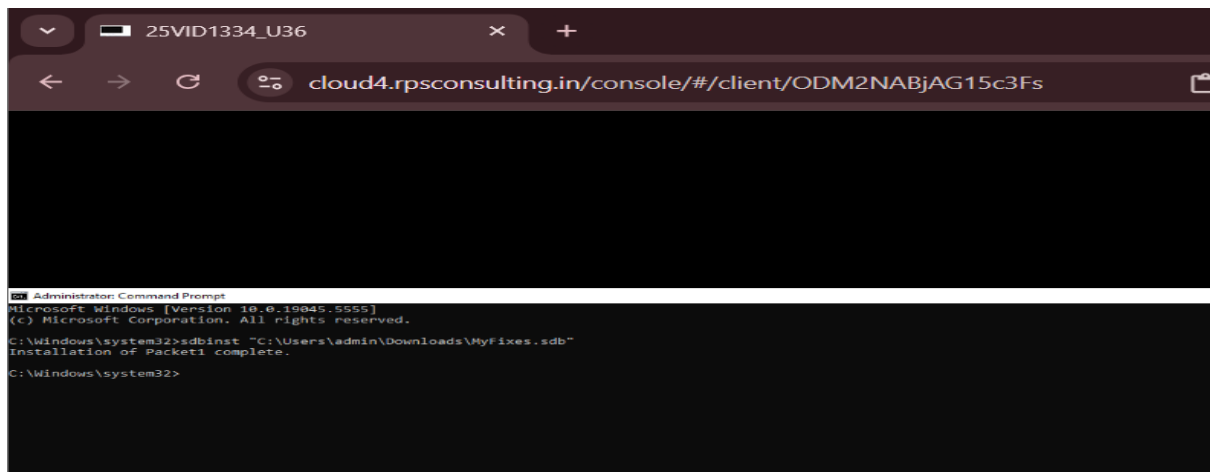 25VID1334_U36
cloud4.rpsconsulting.in/console/#/client/ODM2NABjAG15c3Fs
Administrator: Command Prompt
Microsoft Windows [Version 10.0.19045.5555]
(c) Microsoft Corporation. All rights reserved.
C:\Windows\system32>sdbinst "C:\Users\admin\Downloads\MyFixes.sdb"
Installation of Packet1 complete.
C:\Windows\system32>